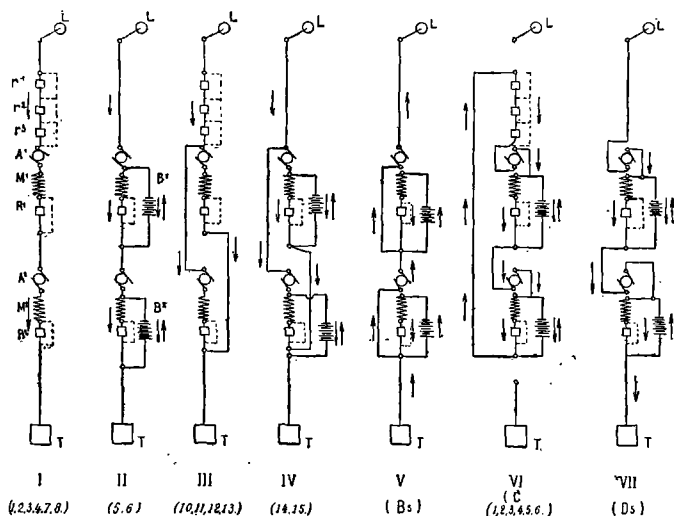 L L L L L L L
r¹
r²
r³
A¹
M¹
R¹
B¹
A²
M²
R²
B²
T T T T T T T
I II III IV V VI VII
(1,2,3,4,7,8.) (5.6) (10,11,12,13.) (14,15.) (Bs) (C (Ds)
(1,2,3,4,5,6.